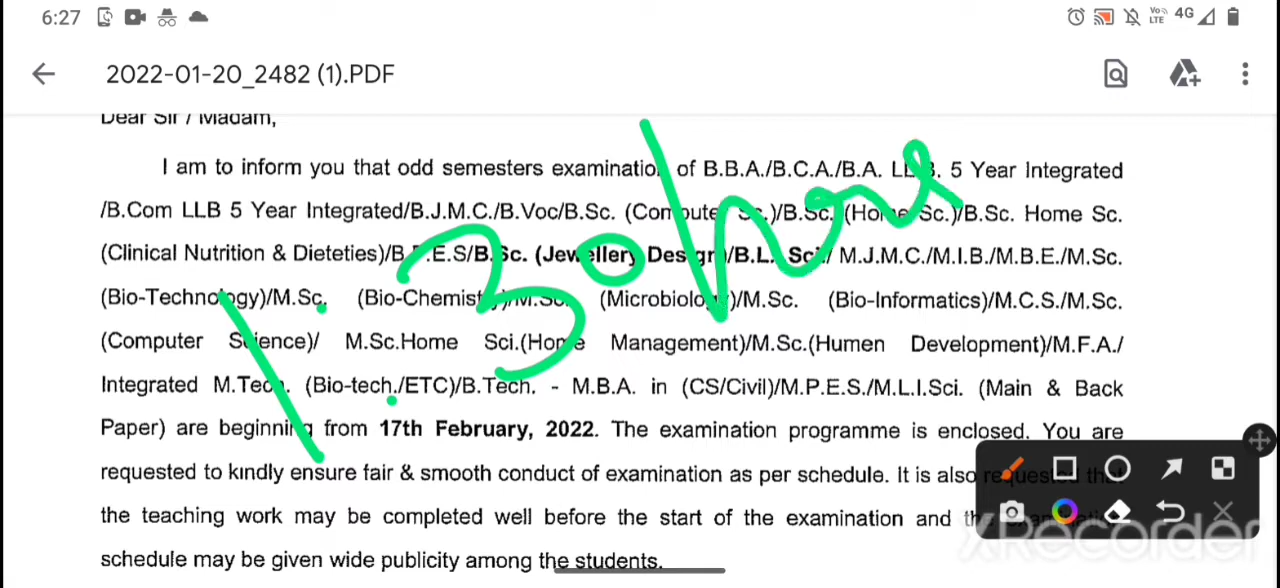 6:27 Vo)) LTE 4G
2022-01-20_2482 (1).PDF
Dear Sir / Madam,
I am to inform you that odd semesters examination of B.B.A./B.C.A./B.A. LLB. 5 Year Integrated
/B.Com LLB 5 Year Integrated/B.J.M.C./B.Voc/B.Sc. (Computer Sc.)/B.Sc. (Home Sc.)/B.Sc. Home Sc.
(Clinical Nutrition & Dieteties)/B.P.E.S/B.Sc. (Jewellery Design)/B.L. Sci./ M.J.M.C./M.I.B./M.B.E./M.Sc.
(Bio-Technology)/M.Sc. (Bio-Chemistry)/M.Sc. (Microbiology)/M.Sc. (Bio-Informatics)/M.C.S./M.Sc.
(Computer Science)/ M.Sc.Home Sci.(Home Management)/M.Sc.(Humen Development)/M.F.A./
Integrated M.Tech. (Bio-tech./ETC)/B.Tech. - M.B.A. in (CS/Civil)/M.P.E.S./M.L.I.Sci. (Main & Back
Paper) are beginning from 17th February, 2022. The examination programme is enclosed. You are
requested to kindly ensure fair & smooth conduct of examination as per schedule. It is also requested that
the teaching work may be completed well before the start of the examination and the
schedule may be given wide publicity among the students.
1:30
XRecorder